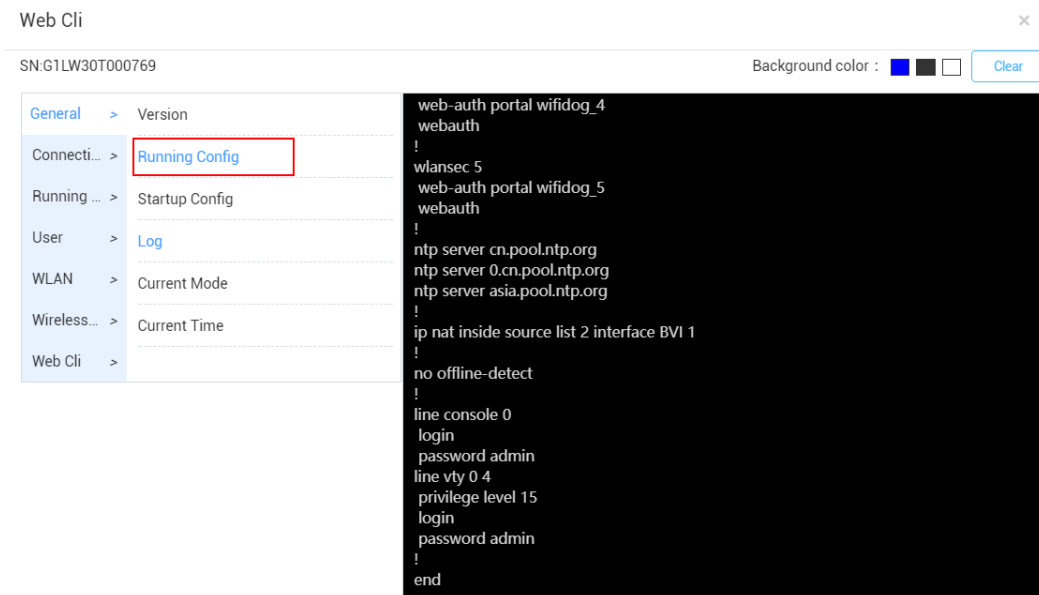 Web Cli
×
SN:G1LW30T000769
Background color :
Clear
General >
Connecti... >
Running ... >
User >
WLAN >
Wireless... >
Web Cli >
Version
Running Config
Startup Config
Log
Current Mode
Current Time
web-auth portal wifidog_4
webauth
!
wlansec 5
web-auth portal wifidog_5
webauth
!
ntp server cn.pool.ntp.org
ntp server 0.cn.pool.ntp.org
ntp server asia.pool.ntp.org
!
ip nat inside source list 2 interface BVI 1
!
no offline-detect
!
line console 0
login
password admin
line vty 0 4
privilege level 15
login
password admin
!
end